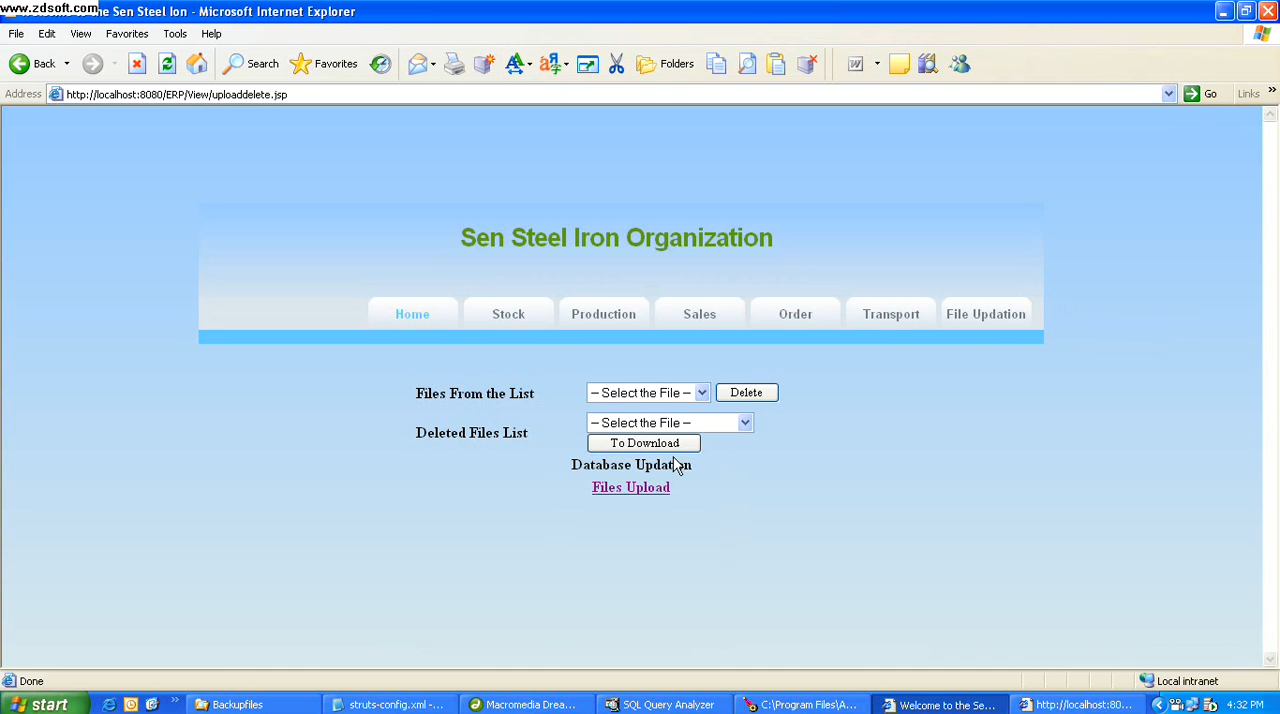 www.zdsoft.com the Sen Steel Iron - Microsoft Internet Explorer
File Edit View Favorites Tools Help
Back Search Favorites Folders
Address http://localhost:8080/ERP/View/uploaddelete.jsp Go Links »
Sen Steel Iron Organization
Home Stock Production Sales Order Transport File Updation
Files From the List -- Select the File -- Delete
Deleted Files List -- Select the File --
To Download
Database Updation
Files Upload
Done Local intranet
start » Backupfiles struts-config.xml -... Macromedia Drea... SQL Query Analyzer C:\Program Files\A... Welcome to the Se... http://localhost:80... 4:32 PM